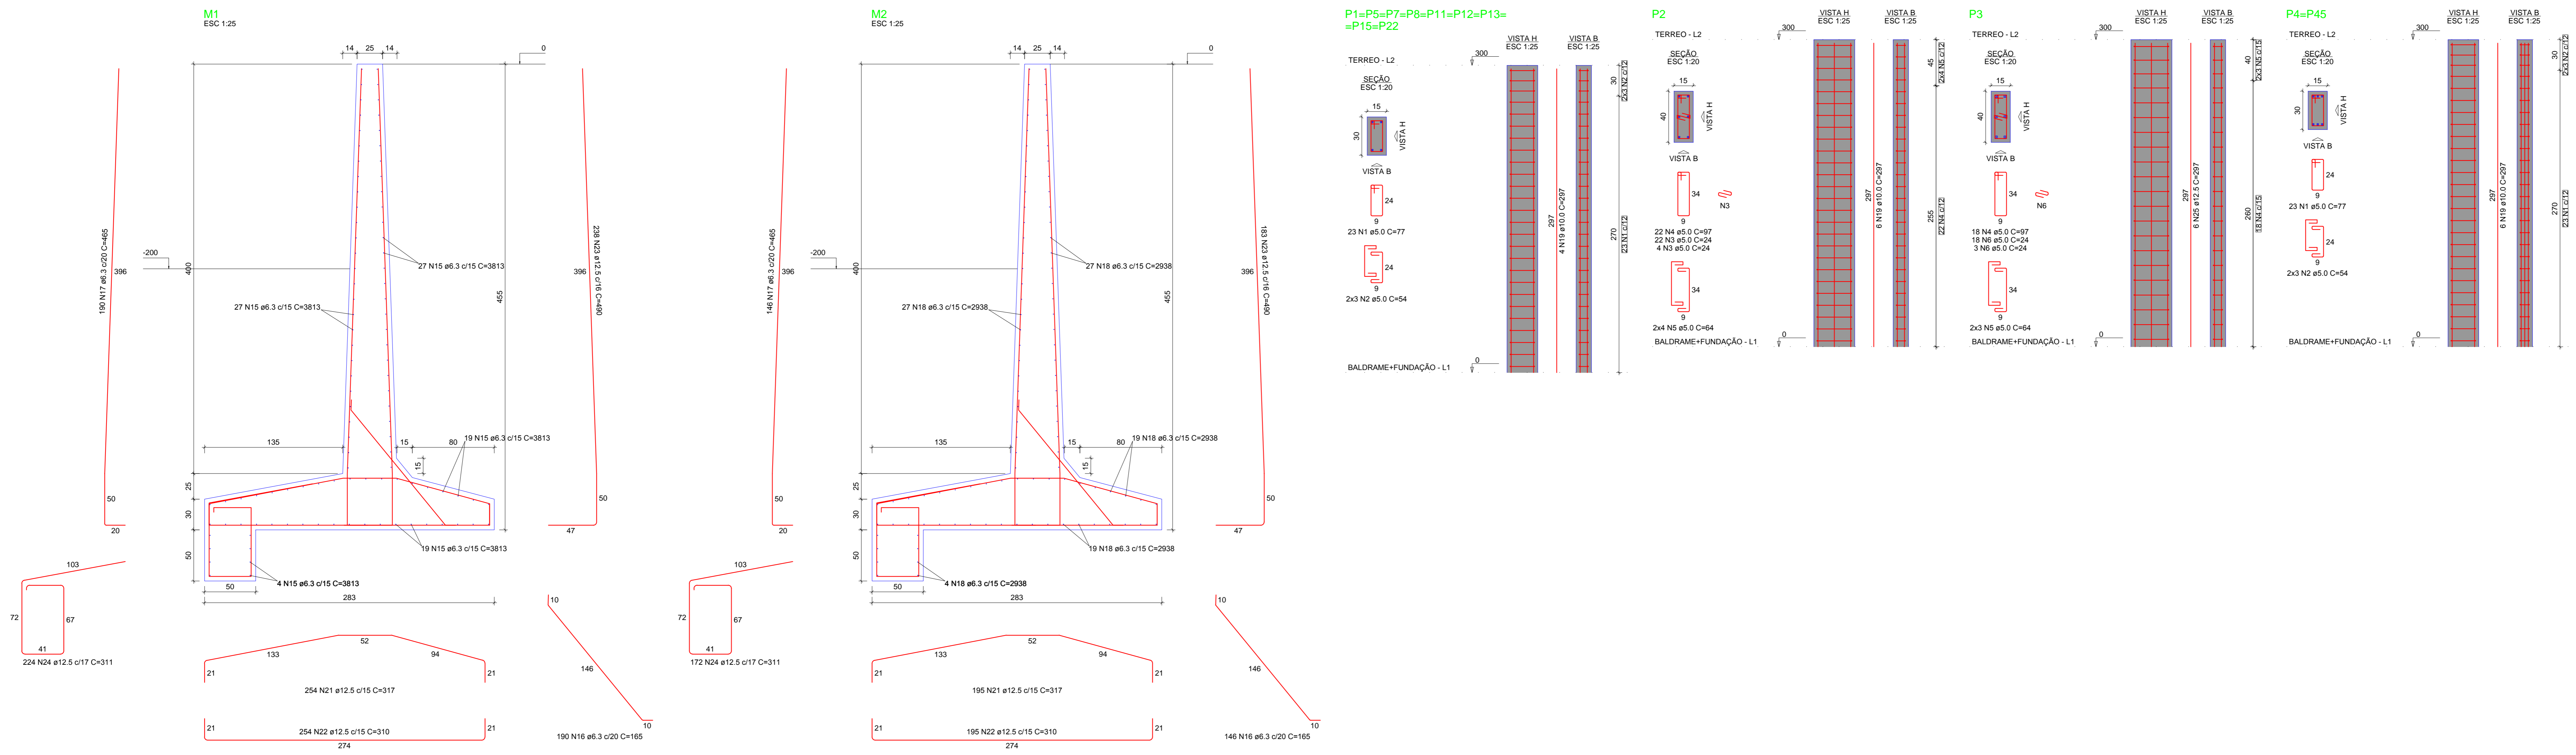 M1
ESC 1:25
14
25
14
0
190 N17 ø6.3 c/20 C=465
396
50
20
-200
400
27 N15 ø6.3 c/15 C=3813
27 N15 ø6.3 c/15 C=3813
455
238 N23 ø12.5 c/16 C=490
396
50
47
135
15
80
15
19 N15 ø6.3 c/15 C=3813
25
30
50
19 N15 ø6.3 c/15 C=3813
4 N15 ø6.3 c/15 C=3813
50
283
103
72
67
41
224 N24 ø12.5 c/17 C=311
52
133
94
21
21
254 N21 ø12.5 c/15 C=317
21
254 N22 ø12.5 c/15 C=310
21
274
10
146
10
190 N16 ø6.3 c/20 C=165
M2
ESC 1:25
14
25
14
0
146 N17 ø6.3 c/20 C=465
396
50
20
-200
400
27 N18 ø6.3 c/15 C=2938
27 N18 ø6.3 c/15 C=2938
455
183 N23 ø12.5 c/16 C=490
396
50
47
135
15
80
15
19 N18 ø6.3 c/15 C=2938
25
30
50
19 N18 ø6.3 c/15 C=2938
4 N18 ø6.3 c/15 C=2938
50
283
103
72
67
41
172 N24 ø12.5 c/17 C=311
52
133
94
21
21
195 N21 ø12.5 c/15 C=317
21
195 N22 ø12.5 c/15 C=310
21
274
10
146
10
146 N16 ø6.3 c/20 C=165
P1=P5=P7=P8=P11=P12=P13=
=P15=P22
VISTA H
ESC 1:25
VISTA B
ESC 1:25
TERREO - L2
300
SEÇÃO
ESC 1:20
15
30
VISTA H
VISTA B
24
9
23 N1 ø5.0 C=77
24
9
2x3 N2 ø5.0 C=54
BALDRAME+FUNDAÇÃO - L1
0
297
4 N19 ø10.0 C=297
30
2x3 N2 c/12
270
23 N1 c/12
P2
VISTA H
ESC 1:25
VISTA B
ESC 1:25
TERREO - L2
300
SEÇÃO
ESC 1:20
15
40
VISTA H
VISTA B
34
9
N3
22 N4 ø5.0 C=97
22 N3 ø5.0 C=24
4 N3 ø5.0 C=24
34
9
2x4 N5 ø5.0 C=64
BALDRAME+FUNDAÇÃO - L1
0
297
6 N19 ø10.0 C=297
45
2x4 N5 c/12
255
22 N4 c/12
P3
VISTA H
ESC 1:25
VISTA B
ESC 1:25
TERREO - L2
300
SEÇÃO
ESC 1:20
15
40
VISTA H
VISTA B
34
9
N6
18 N4 ø5.0 C=97
18 N6 ø5.0 C=24
3 N6 ø5.0 C=24
34
9
2x3 N5 ø5.0 C=64
BALDRAME+FUNDAÇÃO - L1
0
297
6 N25 ø12.5 C=297
40
2x3 N5 c/15
260
18 N4 c/15
P4=P45
VISTA H
ESC 1:25
VISTA B
ESC 1:25
TERREO - L2
300
SEÇÃO
ESC 1:20
15
30
VISTA H
VISTA B
24
9
23 N1 ø5.0 C=77
24
9
2x3 N2 ø5.0 C=54
BALDRAME+FUNDAÇÃO - L1
0
297
6 N19 ø10.0 C=297
30
2x3 N2 c/12
270
23 N1 c/12